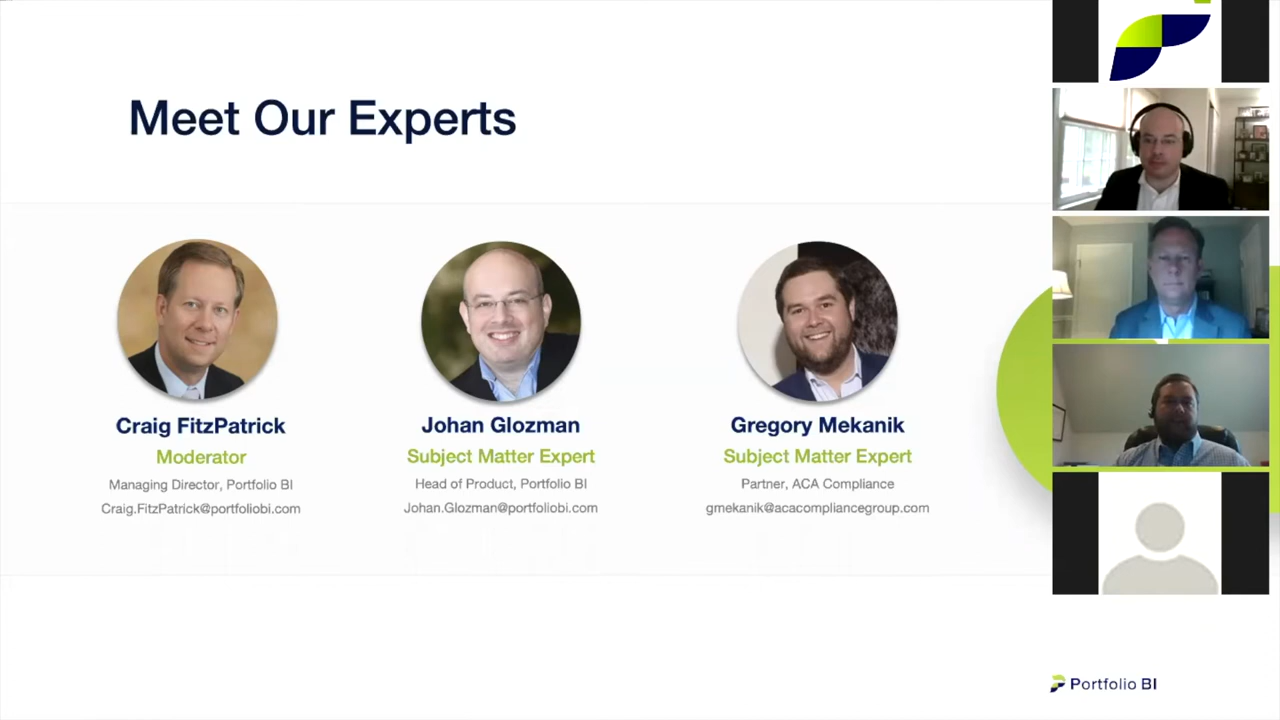 Meet Our Experts
Craig FitzPatrick
Moderator
Managing Director, Portfolio BI
Craig.FitzPatrick@portfoliobi.com
Johan Glozman
Subject Matter Expert
Head of Product, Portfolio BI
Johan.Glozman@portfoliobi.com
Gregory Mekanik
Subject Matter Expert
Partner, ACA Compliance
gmekanik@acacompliancegroup.com
Portfolio BI